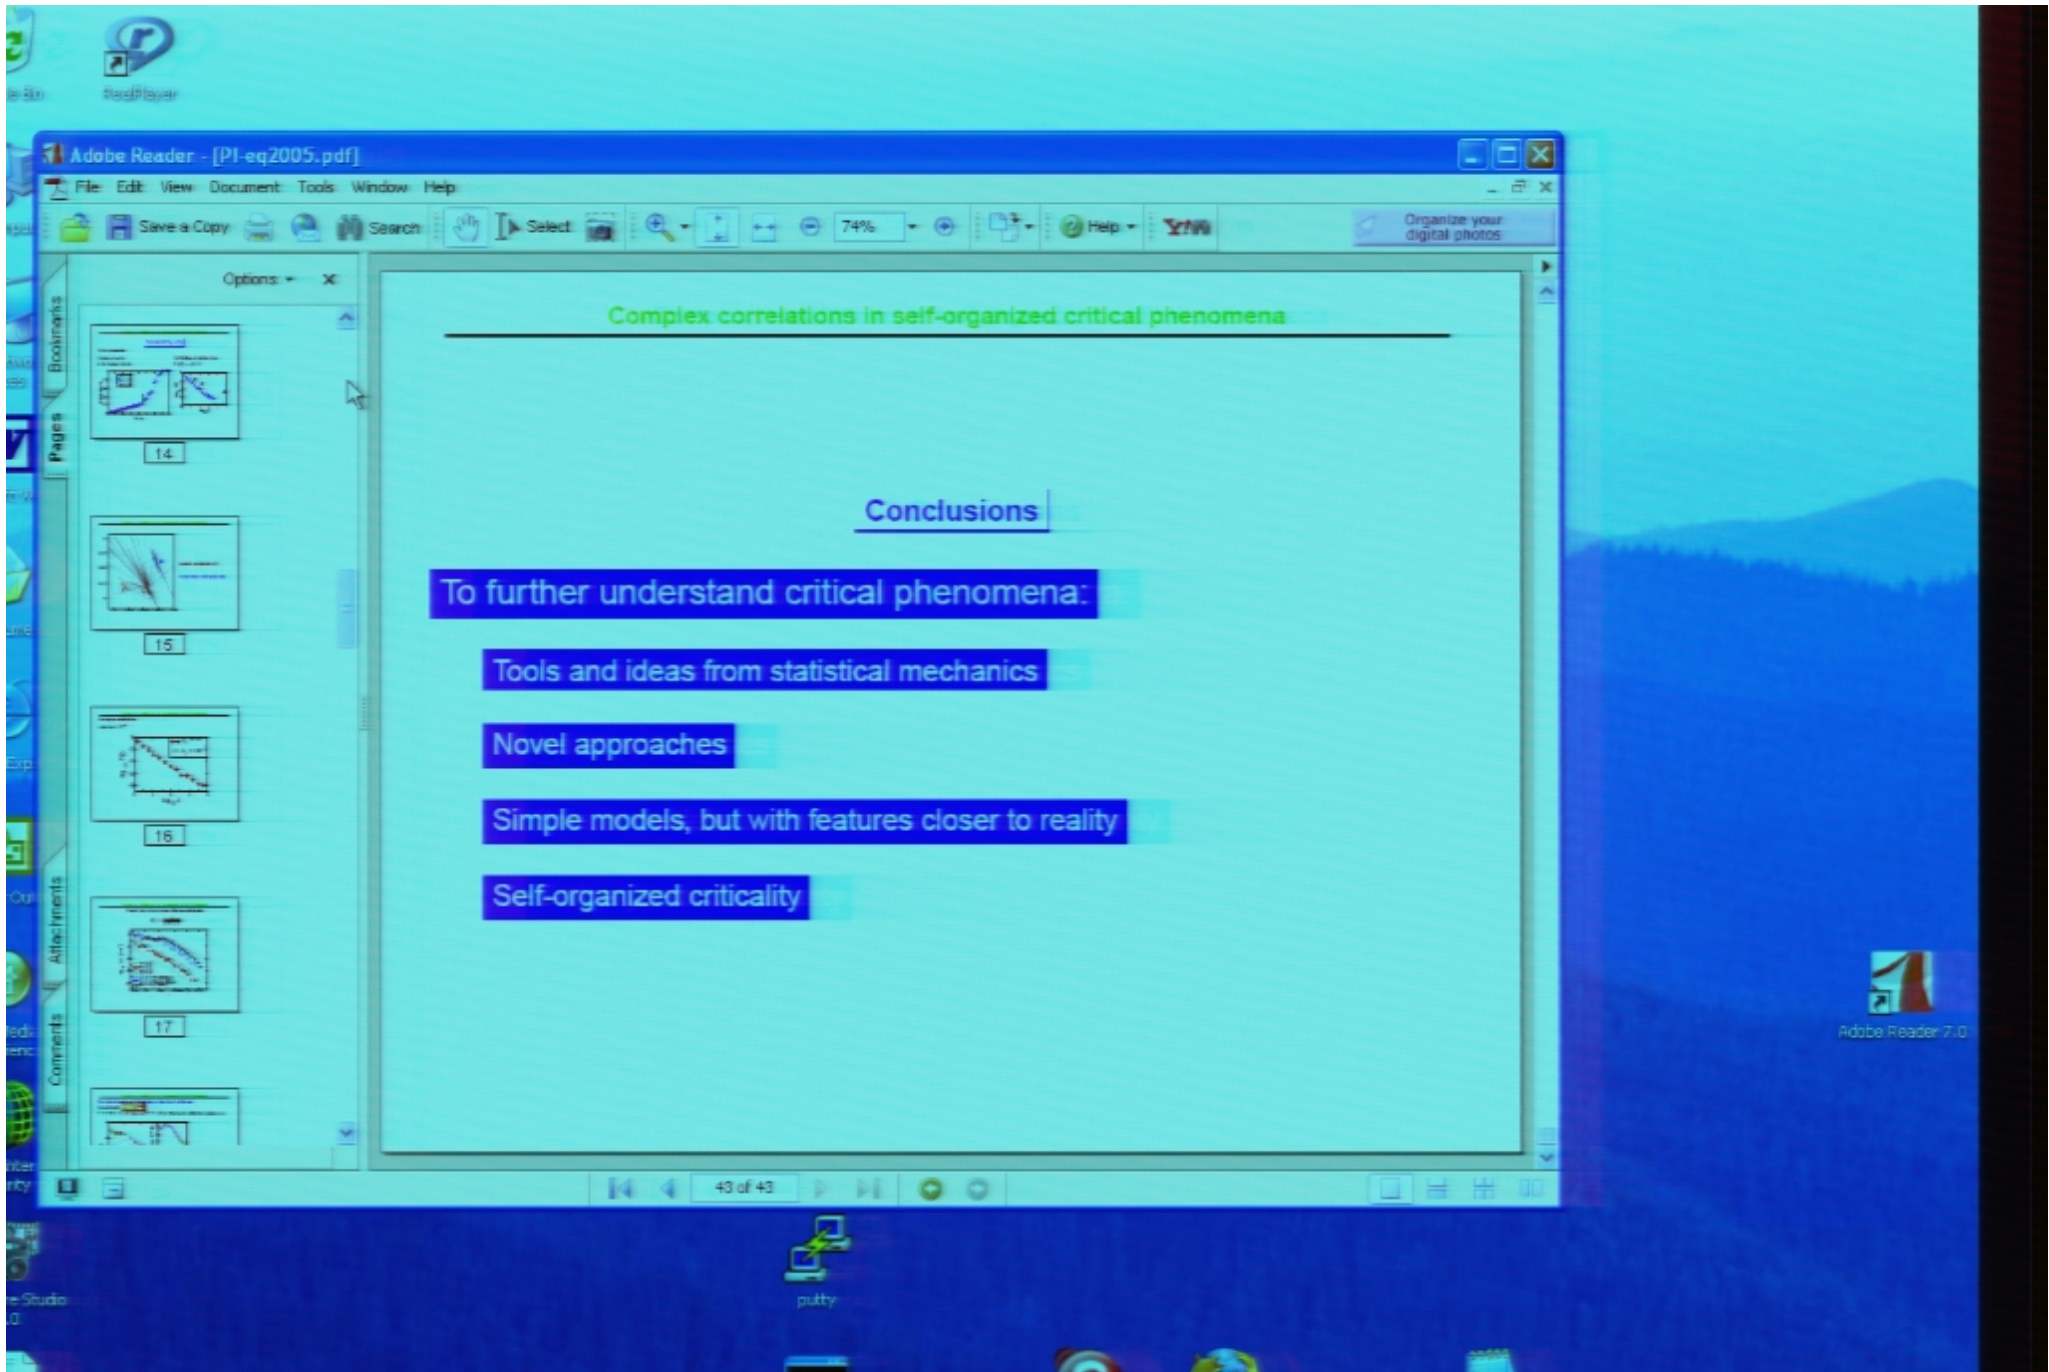 RealPlayer
Adobe Reader - [PI-eq2005.pdf]
File Edit View Document Tools Window Help
Save a Copy
Search
Select
74%
Help
Organize your
digital photos
Options
Bookmarks
Pages
Attachments
Comments
14
15
16
17
Complex correlations in self-organized critical phenomena
Conclusions
To further understand critical phenomena:
Tools and ideas from statistical mechanics
Novel approaches
Simple models, but with features closer to reality
Self-organized criticality
43 of 43
Adobe Reader 7.0
Studio
putty